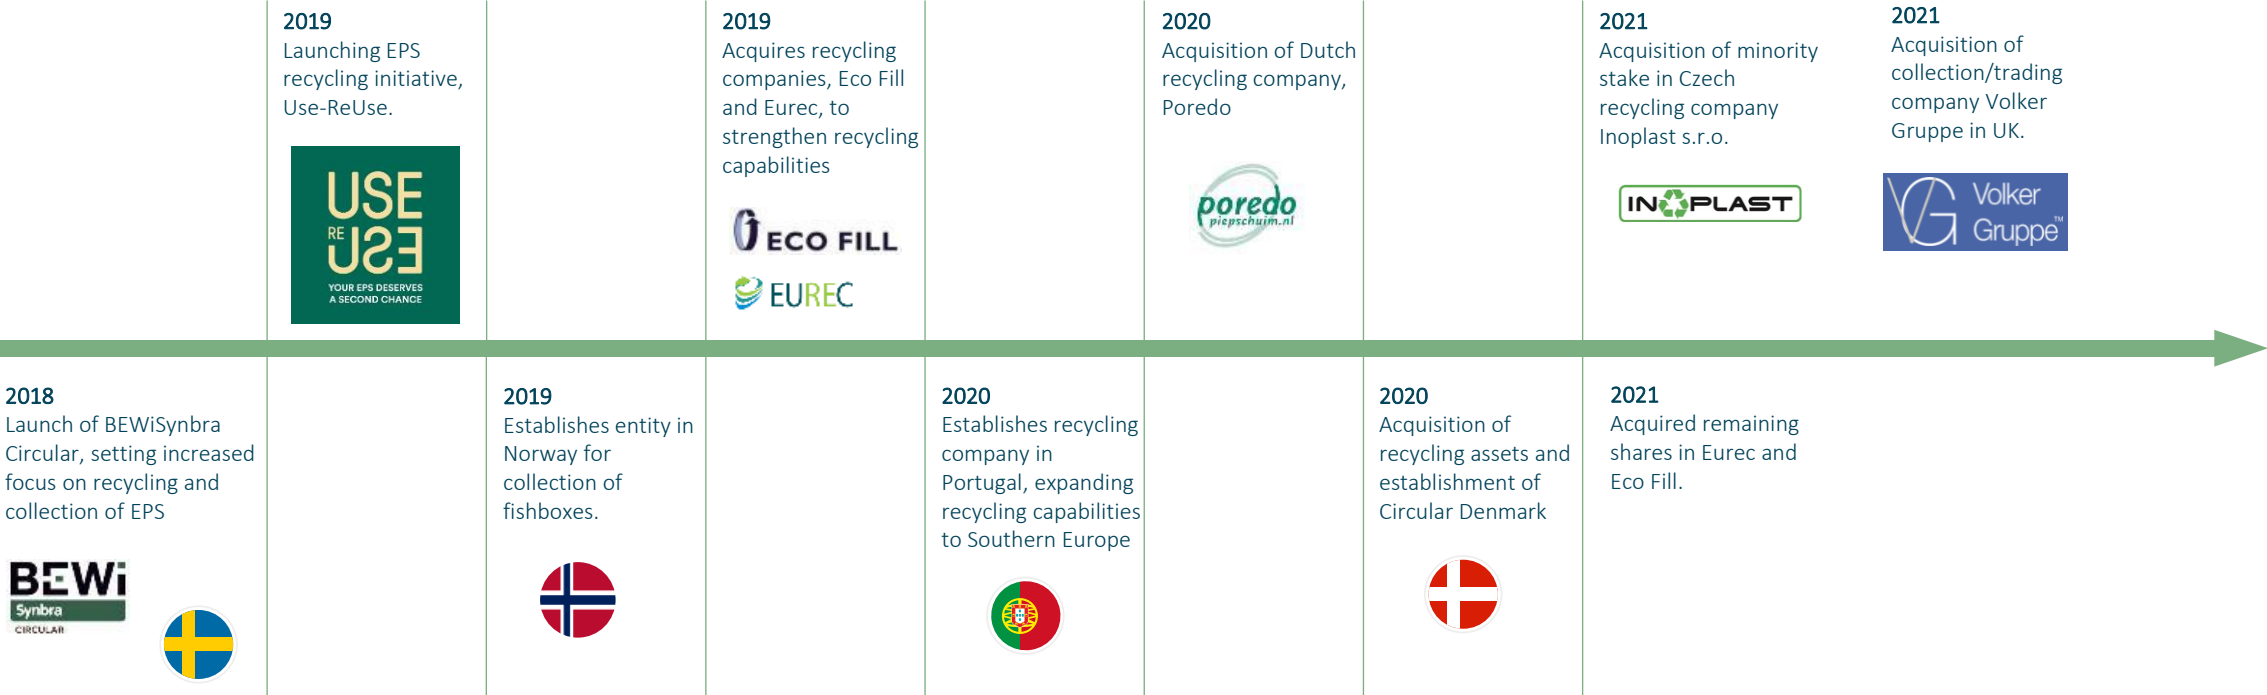 2019
Launching EPS
recycling initiative,
Use-ReUse.
USE
RE
USE
YOUR EPS DESERVES
A SECOND CHANCE
2019
Acquires recycling
companies, Eco Fill
and Eurec, to
strengthen recycling
capabilities
ECO FILL
EUREC
2020
Acquisition of Dutch
recycling company,
Poredo
poredo
piepschuim.nl
2021
Acquisition of minority
stake in Czech
recycling company
Inoplast s.r.o.
INOPLAST
2021
Acquisition of
collection/trading
company Volker
Gruppe in UK.
VG
Volker
Gruppe™
2018
Launch of BEWiSynbra
Circular, setting increased
focus on recycling and
collection of EPS
BEWi
Synbra
CIRCULAR
2019
Establishes entity in
Norway for
collection of
fishboxes.
2020
Establishes recycling
company in
Portugal, expanding
recycling capabilities
to Southern Europe
2020
Acquisition of
recycling assets and
establishment of
Circular Denmark
2021
Acquired remaining
shares in Eurec and
Eco Fill.